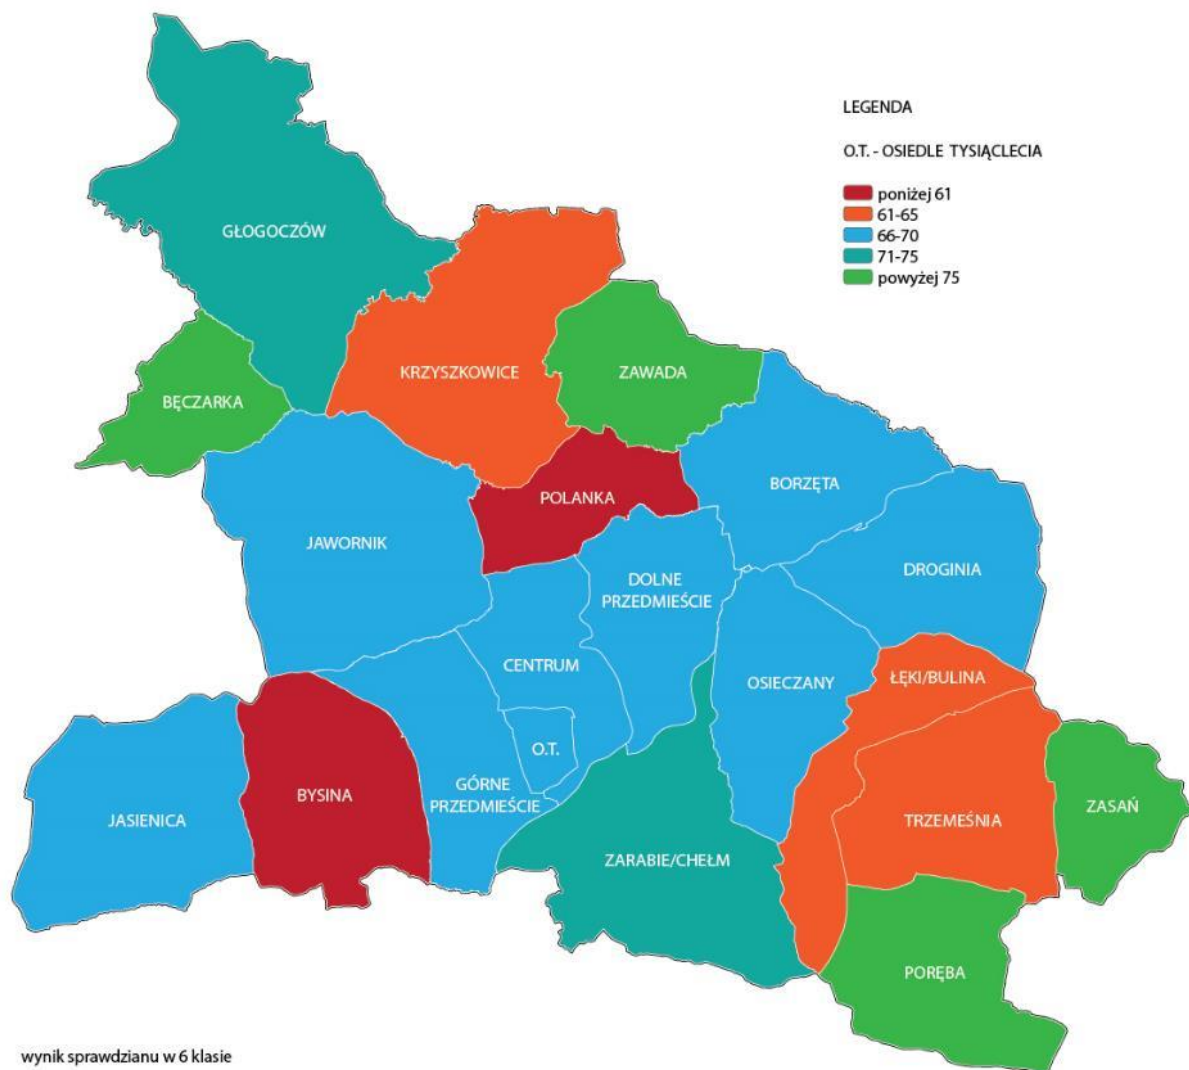 LEGENDA
O.T. - OSIEDLE TYSIĄCLECIA
poniżej 61
61-65
66-70
71-75
powyżej 75
GŁOGOCZÓW
KRZYSZKOWICE
ZAWADA
BĘCZARKA
BORZĘTA
POLANKA
JAWORNIK
DROGINIA
DOLNE
PRZEDMIEŚCIE
CENTRUM
OSIECZANY
ŁĘKI/BULINA
O.T.
GÓRNE
PRZEDMIEŚCIE
BYSINA
JASIENICA
TRZEMEŚNIA
ZASAŃ
ZARABIE/CHEŁM
PORĘBA
wynik sprawdzianu w 6 klasie